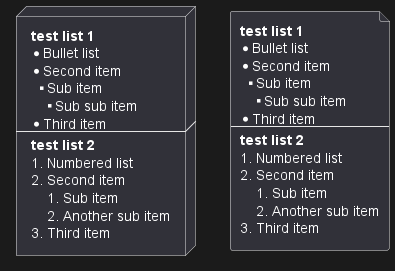 test list 1
• Bullet list
• Second item
▪ Sub item
▪ Sub sub item
• Third item
test list 2
1. Numbered list
2. Second item
1. Sub item
2. Another sub item
3. Third item
test list 1
• Bullet list
• Second item
▪ Sub item
▪ Sub sub item
• Third item
test list 2
1. Numbered list
2. Second item
1. Sub item
2. Another sub item
3. Third item